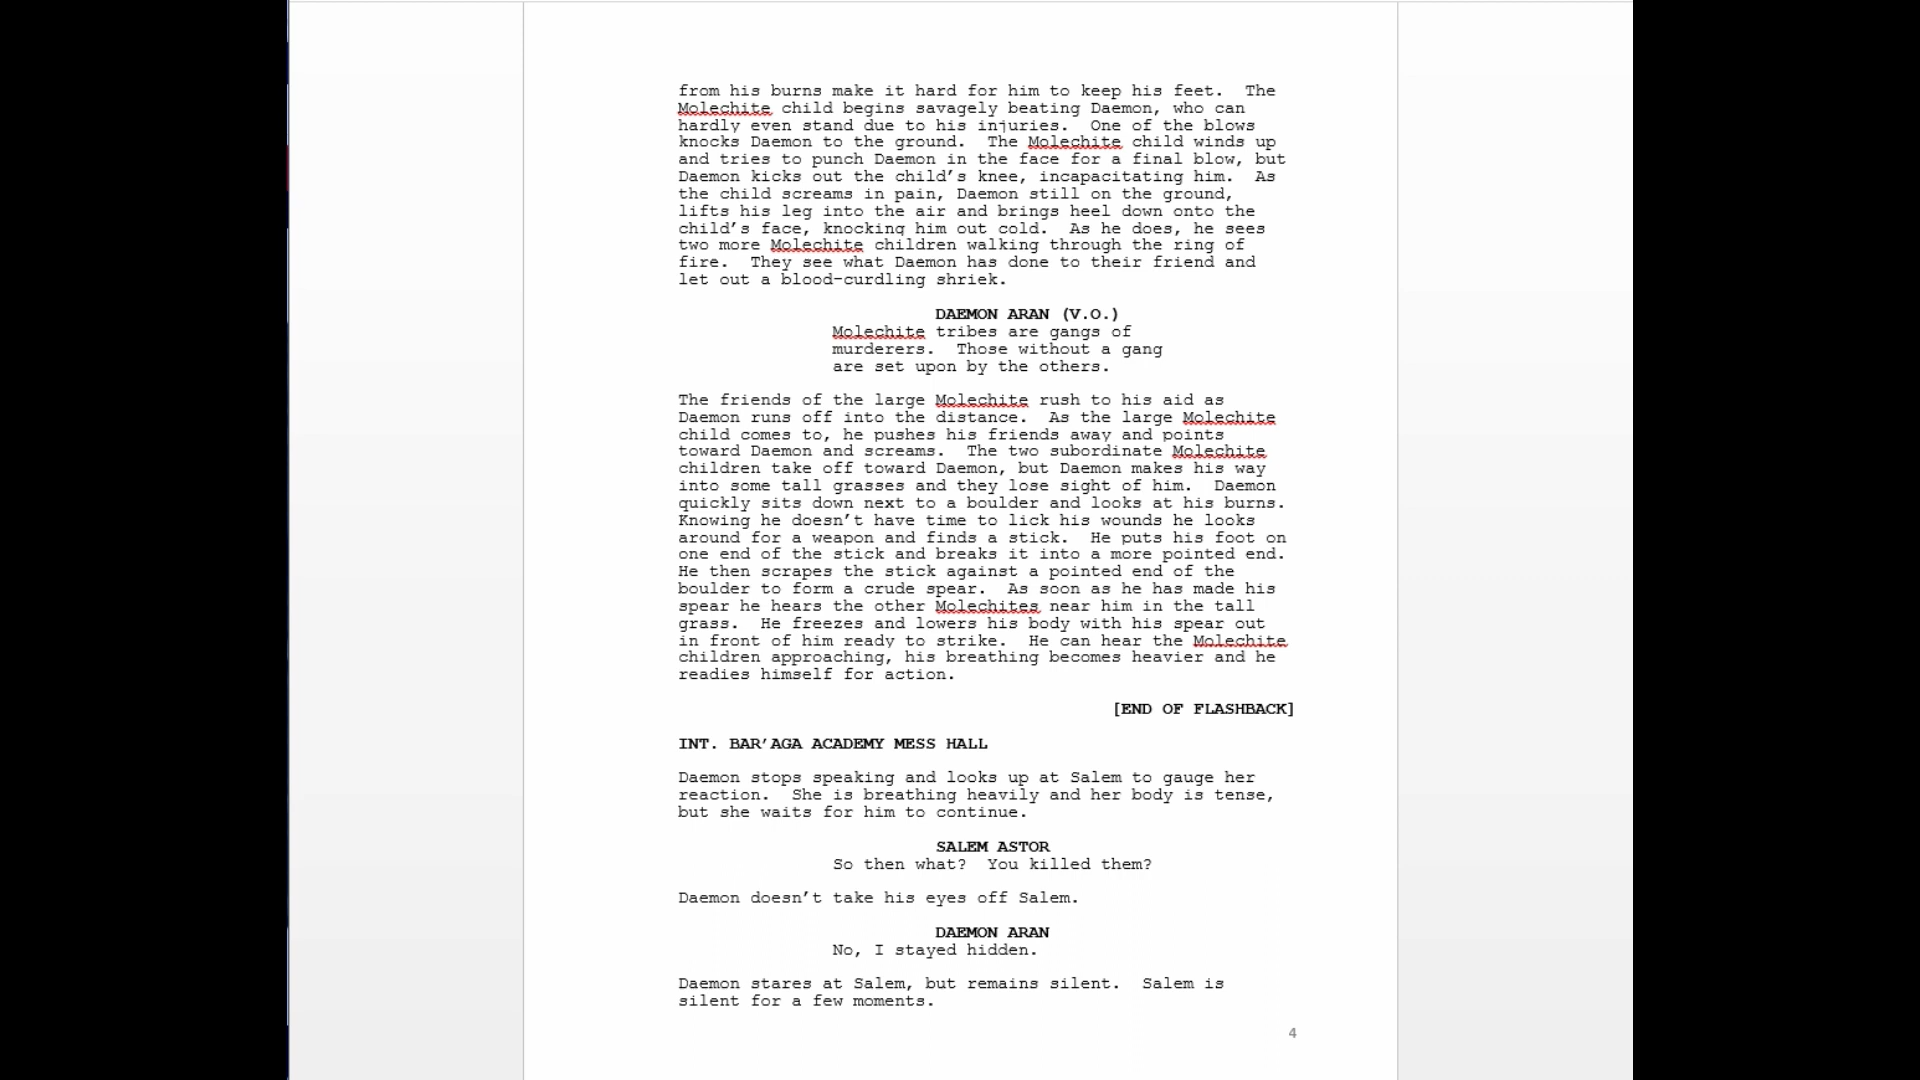 from his burns make it hard for him to keep his feet.  The
Molechite child begins savagely beating Daemon, who can
hardly even stand due to his injuries.  One of the blows
knocks Daemon to the ground.  The Molechite child winds up
and tries to punch Daemon in the face for a final blow, but
Daemon kicks out the child’s knee, incapacitating him.  As
the child screams in pain, Daemon still on the ground,
lifts his leg into the air and brings heel down onto the
child’s face, knocking him out cold.  As he does, he sees
two more Molechite children walking through the ring of
fire.  They see what Daemon has done to their friend and
let out a blood-curdling shriek.
DAEMON ARAN (V.O.)
Molechite tribes are gangs of
murderers.  Those without a gang
are set upon by the others.
The friends of the large Molechite rush to his aid as
Daemon runs off into the distance.  As the large Molechite
child comes to, he pushes his friends away and points
toward Daemon and screams.  The two subordinate Molechite
children take off toward Daemon, but Daemon makes his way
into some tall grasses and they lose sight of him.  Daemon
quickly sits down next to a boulder and looks at his burns.
Knowing he doesn’t have time to lick his wounds he looks
around for a weapon and finds a stick.  He puts his foot on
one end of the stick and breaks it into a more pointed end.
He then scrapes the stick against a pointed end of the
boulder to form a crude spear.  As soon as he has made his
spear he hears the other Molechites near him in the tall
grass.  He freezes and lowers his body with his spear out
in front of him ready to strike.  He can hear the Molechite
children approaching, his breathing becomes heavier and he
readies himself for action.
[END OF FLASHBACK]
INT. BAR’AGA ACADEMY MESS HALL
Daemon stops speaking and looks up at Salem to gauge her
reaction.  She is breathing heavily and her body is tense,
but she waits for him to continue.
SALEM ASTOR
So then what?  You killed them?
Daemon doesn’t take his eyes off Salem.
DAEMON ARAN
No, I stayed hidden.
Daemon stares at Salem, but remains silent.  Salem is
silent for a few moments.
4